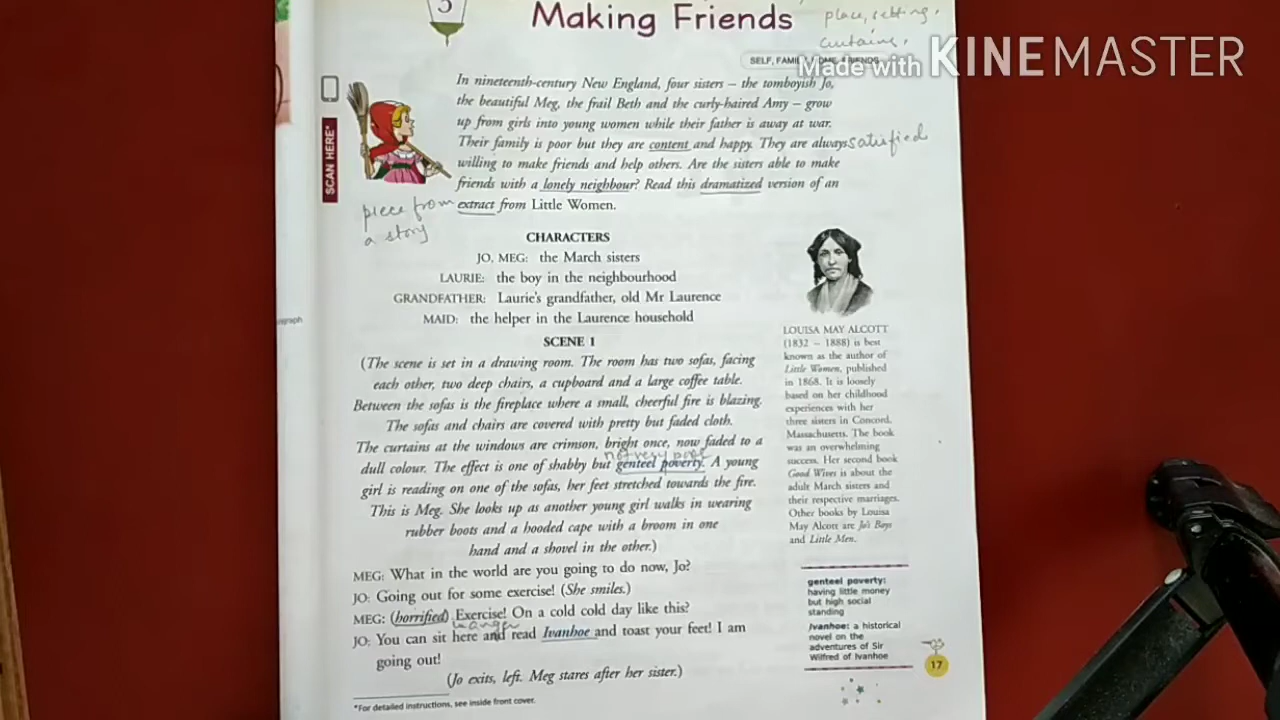 3
Making Friends
place, setting,
curtains.
Made with KINEMASTER
SCAN HERE*
In nineteenth-century New England, four sisters – the tomboyish Jo,
the beautiful Meg, the frail Beth and the curly-haired Amy – grow
up from girls into young women while their father is away at war.
Their family is poor but they are content and happy. They are always
satisfied
willing to make friends and help others. Are the sisters able to make
friends with a lonely neighbour? Read this dramatized version of an
extract from Little Women.
piece from
a story
CHARACTERS
JO, MEG: the March sisters
LAURIE: the boy in the neighbourhood
GRANDFATHER: Laurie's grandfather, old Mr Laurence
MAID: the helper in the Laurence household
SCENE 1
(The scene is set in a drawing room. The room has two sofas, facing
each other, two deep chairs, a cupboard and a large coffee table.
Between the sofas is the fireplace where a small, cheerful fire is blazing.
The sofas and chairs are covered with pretty but faded cloth.
The curtains at the windows are crimson, bright once, now faded to a
not very poor
dull colour. The effect is one of shabby but genteel poverty. A young
girl is reading on one of the sofas, her feet stretched towards the fire.
This is Meg. She looks up as another young girl walks in wearing
rubber boots and a hooded cape with a broom in one
hand and a shovel in the other.)
MEG: What in the world are you going to do now, Jo?
JO: Going out for some exercise! (She smiles.)
MEG: (horrified) Exercise! On a cold cold day like this?
in anger
JO: You can sit here and read Ivanhoe and toast your feet! I am
going out!
(Jo exits, left. Meg stares after her sister.)
*For detailed instructions, see inside front cover.
LOUISA MAY ALCOTT
(1832 – 1888) is best
known as the author of
Little Women, published
in 1868. It is loosely
based on her childhood
experiences with her
three sisters in Concord,
Massachusetts. The book
was an overwhelming
success. Her second book
Good Wives is about the
adult March sisters and
their respective marriages.
Other books by Louisa
May Alcott are Jo's Boys
and Little Men.
genteel poverty:
having little money
but high social
standing
Ivanhoe: a historical
novel on the
adventures of Sir
Wilfred of Ivanhoe
17